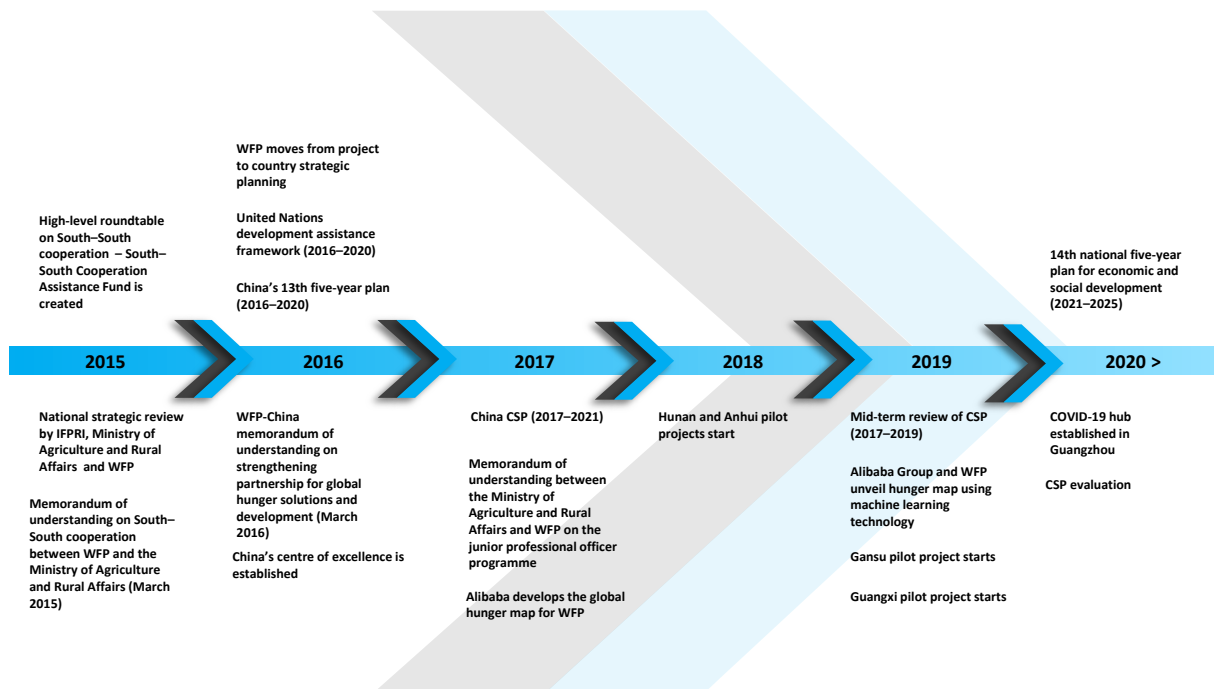 High-level roundtable
on South–South
cooperation – South–
South Cooperation
Assistance Fund is
created
WFP moves from project
to country strategic
planning
United Nations
development assistance
framework (2016–2020)
China's 13th five-year plan
(2016–2020)
14th national five-year
plan for economic and
social development
(2021–2025)
2015
2016
2017
2018
2019
2020 >
National strategic review
by IFPRI, Ministry of
Agriculture and Rural
Affairs and WFP
Memorandum of
understanding on South–
South cooperation
between WFP and the
Ministry of Agriculture
and Rural Affairs (March
2015)
WFP-China
memorandum of
understanding on
strengthening
partnership for global
hunger solutions and
development (March
2016)
China's centre of excellence is
established
China CSP (2017–2021)
Memorandum of
understanding between
the Ministry of
Agriculture and Rural
Affairs and WFP on the
junior professional officer
programme
Alibaba develops the global
hunger map for WFP
Hunan and Anhui pilot
projects start
Mid-term review of CSP
(2017–2019)
Alibaba Group and WFP
unveil hunger map using
machine learning
technology
Gansu pilot project starts
Guangxi pilot project starts
COVID-19 hub
established in
Guangzhou
CSP evaluation